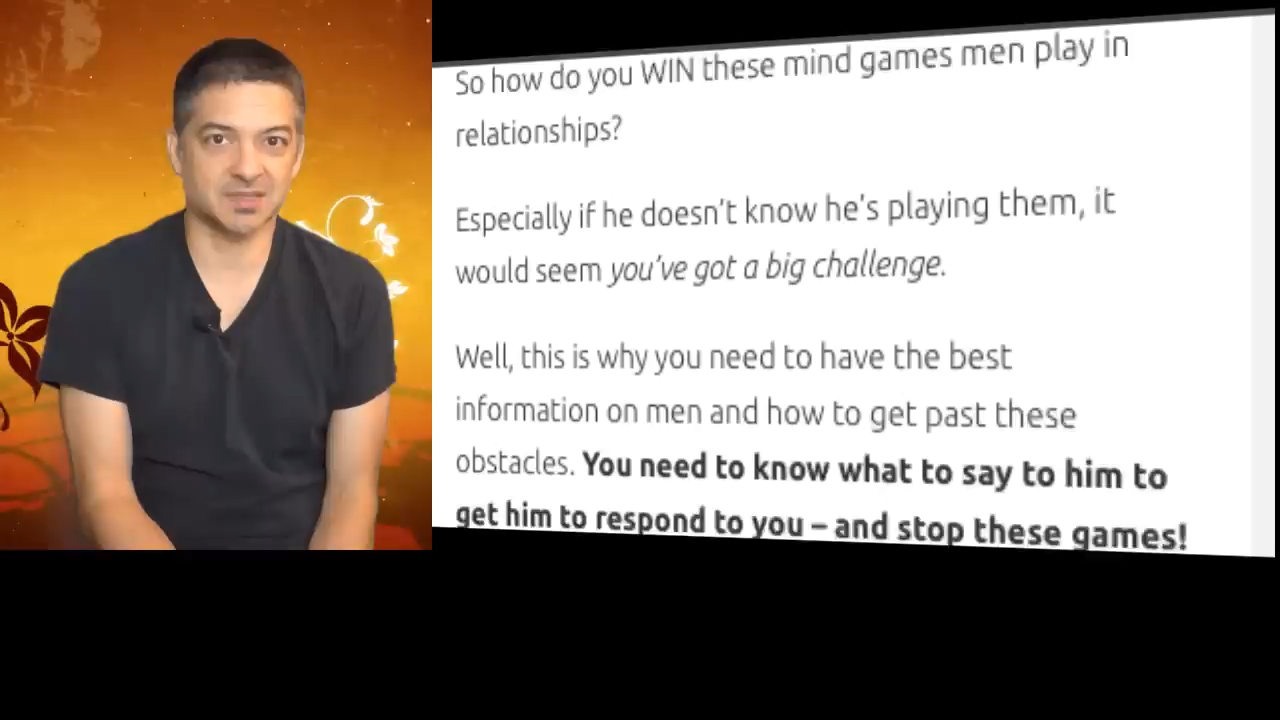 So how do you WIN these mind games men play in
relationships?
Especially if he doesn't know he's playing them, it
would seem you've got a big challenge.
Well, this is why you need to have the best
information on men and how to get past these
obstacles. You need to know what to say to him to
get him to respond to you – and stop these games!